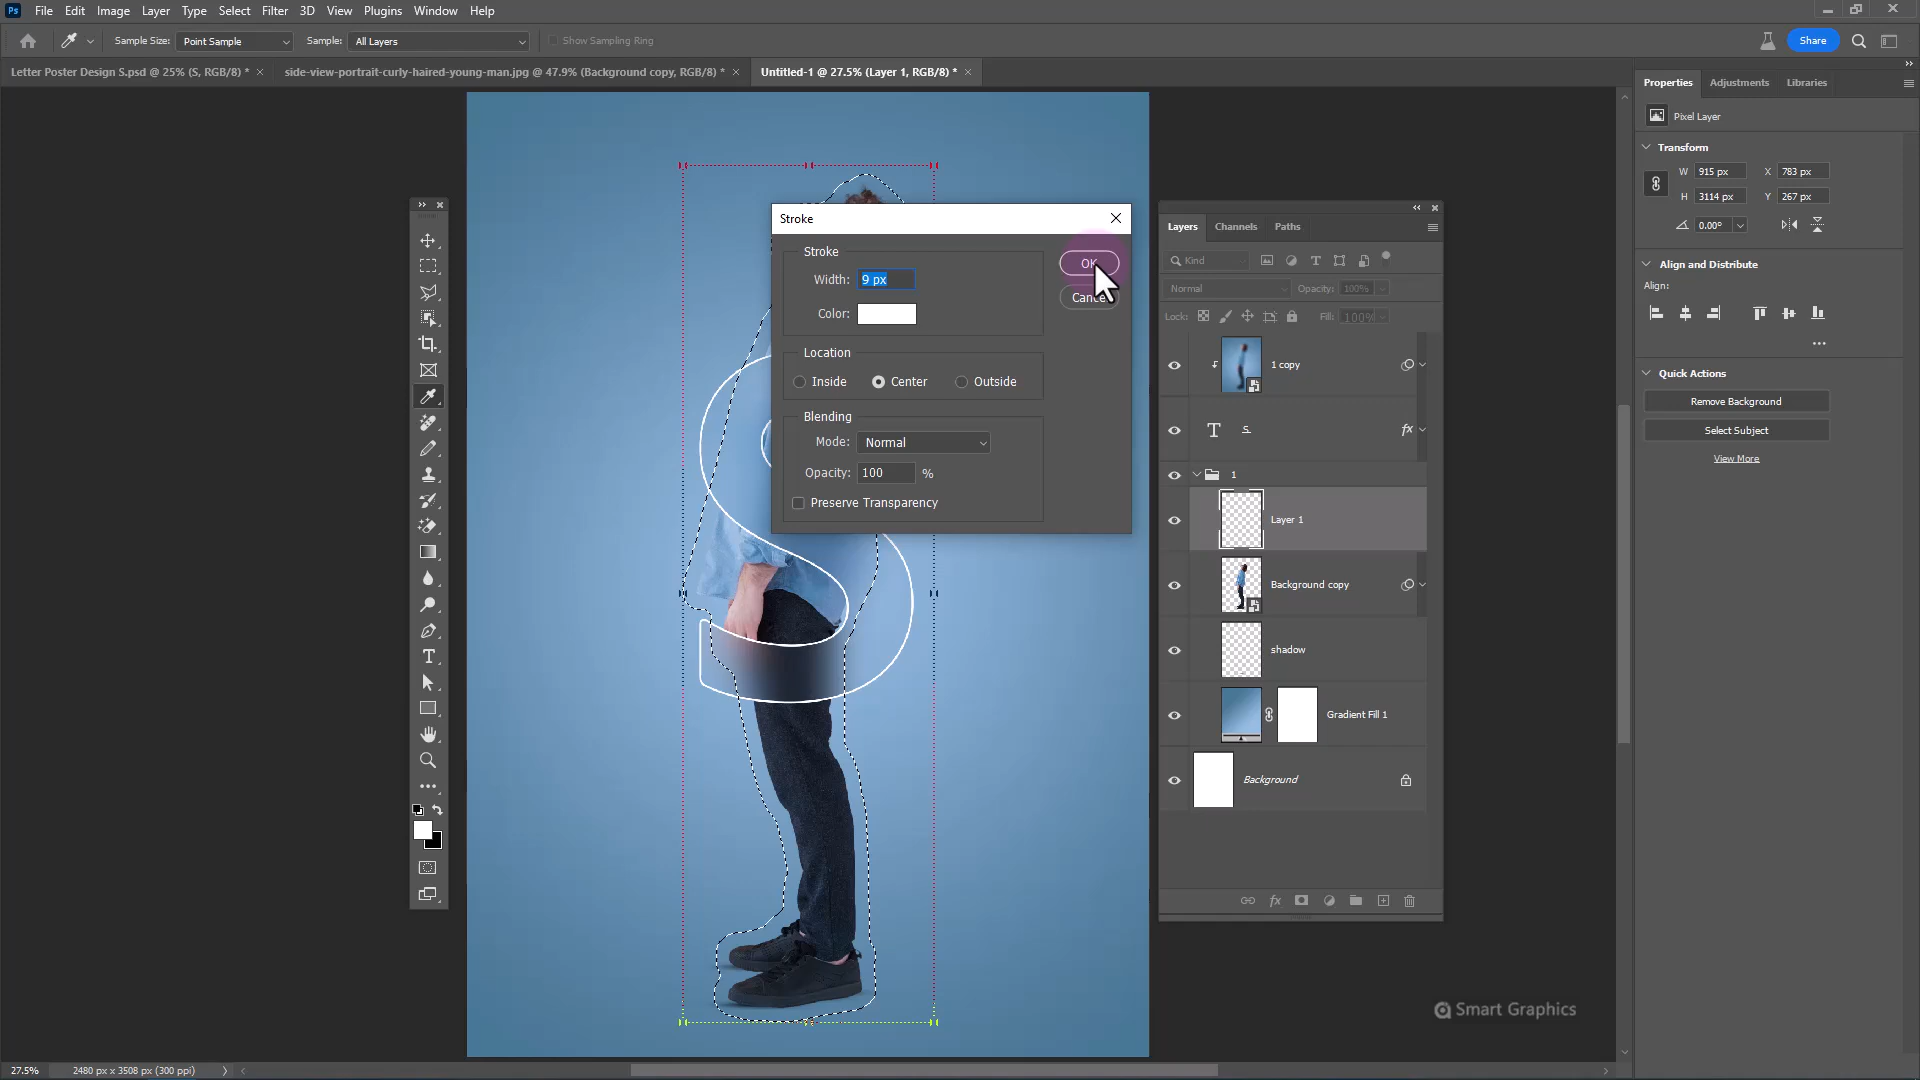 Ps File Edit Image Layer Type Select Filter 3D View Plugins Window Help
Sample Size: Point Sample Sample: All Layers Show Sampling Ring Share
Letter Poster Design S.psd @ 25% (S, RGB/8) * side-view-portrait-curly-haired-young-man.jpg @ 47.9% (Background copy, RGB/8) * Untitled-1 @ 27.5% (Layer 1, RGB/8) *
Properties Adjustments Libraries
Pixel Layer
Transform
W 915 px X 783 px
H 3114 px Y 267 px
0.00°
Align and Distribute
Align:
Quick Actions
Remove Background
Select Subject
View More
Stroke
Stroke
Width: 9 px
Color:
OK
Cancel
Location
Inside Center Outside
Blending
Mode: Normal
Opacity: 100 %
Preserve Transparency
Layers Channels Paths
Kind
Normal Opacity: 100%
Lock: Fill: 100%
1 copy
T S fx
1
Layer 1
Background copy
shadow
Gradient Fill 1
Background
fx
Smart Graphics
27.5% 2480 px x 3508 px (300 ppi)